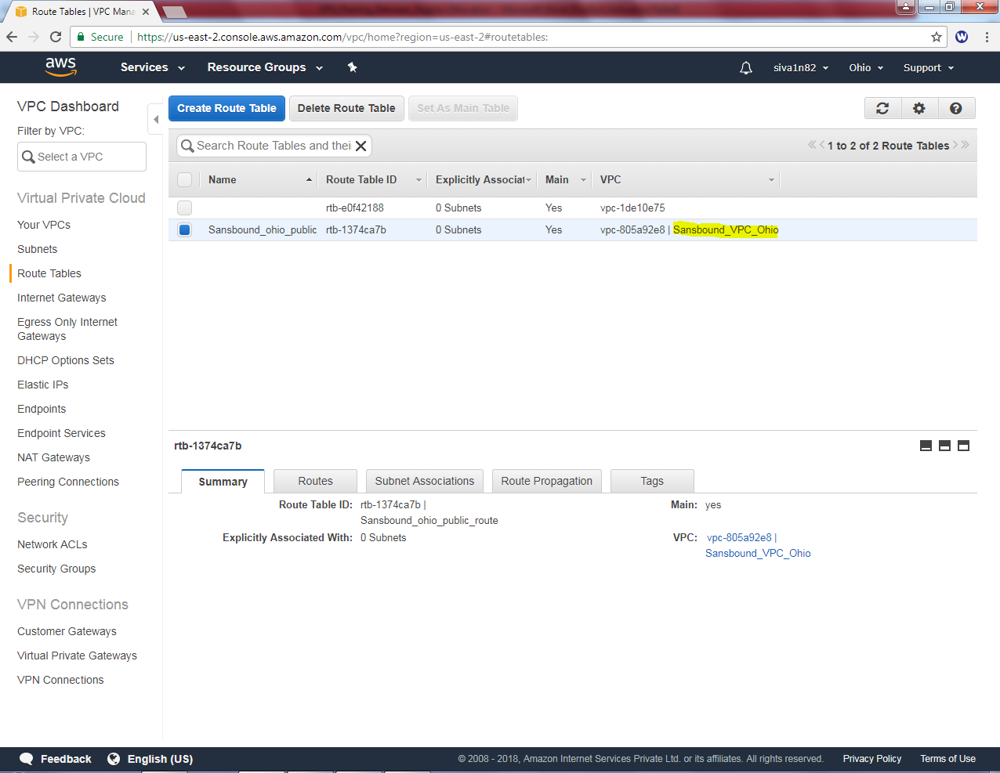 Route Tables | VPC Mana
Secure
https://us-east-2.console.aws.amazon.com/vpc/home?region=us-east-2#routetables:
W
aws
Services
Resource Groups
siva1n82
Ohio
Support
VPC Dashboard
Filter by VPC:
Select a VPC
Virtual Private Cloud
Your VPCs
Subnets
Route Tables
Internet Gateways
Egress Only Internet
Gateways
DHCP Options Sets
Elastic IPs
Endpoints
Endpoint Services
NAT Gateways
Peering Connections
Security
Network ACLs
Security Groups
VPN Connections
Customer Gateways
Virtual Private Gateways
VPN Connections
Create Route Table
Delete Route Table
Set As Main Table
Search Route Tables and thei
1 to 2 of 2 Route Tables
Name Route Table ID Explicitly Associat Main VPC
rtb-e0f42188 0 Subnets Yes vpc-1de10e75
Sansbound_ohio_public rtb-1374ca7b 0 Subnets Yes vpc-805a92e8 | Sansbound_VPC_Ohio
rtb-1374ca7b
Summary
Routes
Subnet Associations
Route Propagation
Tags
Route Table ID: rtb-1374ca7b |
Sansbound_ohio_public_route
Explicitly Associated With: 0 Subnets
Main: yes
VPC: vpc-805a92e8 |
Sansbound_VPC_Ohio
Feedback
English (US)
© 2008 - 2018, Amazon Internet Services Private Ltd. or its affiliates. All rights reserved.
Privacy Policy
Terms of Use